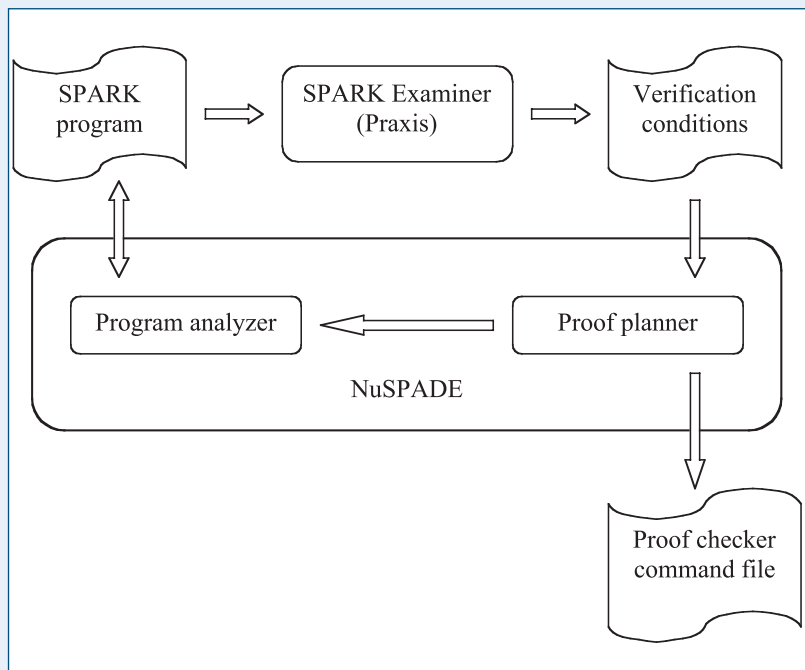 SPARK
program
SPARK Examiner
(Praxis)
Verification
conditions
Program analyzer
Proof planner
NuSPADE
Proof checker
command file